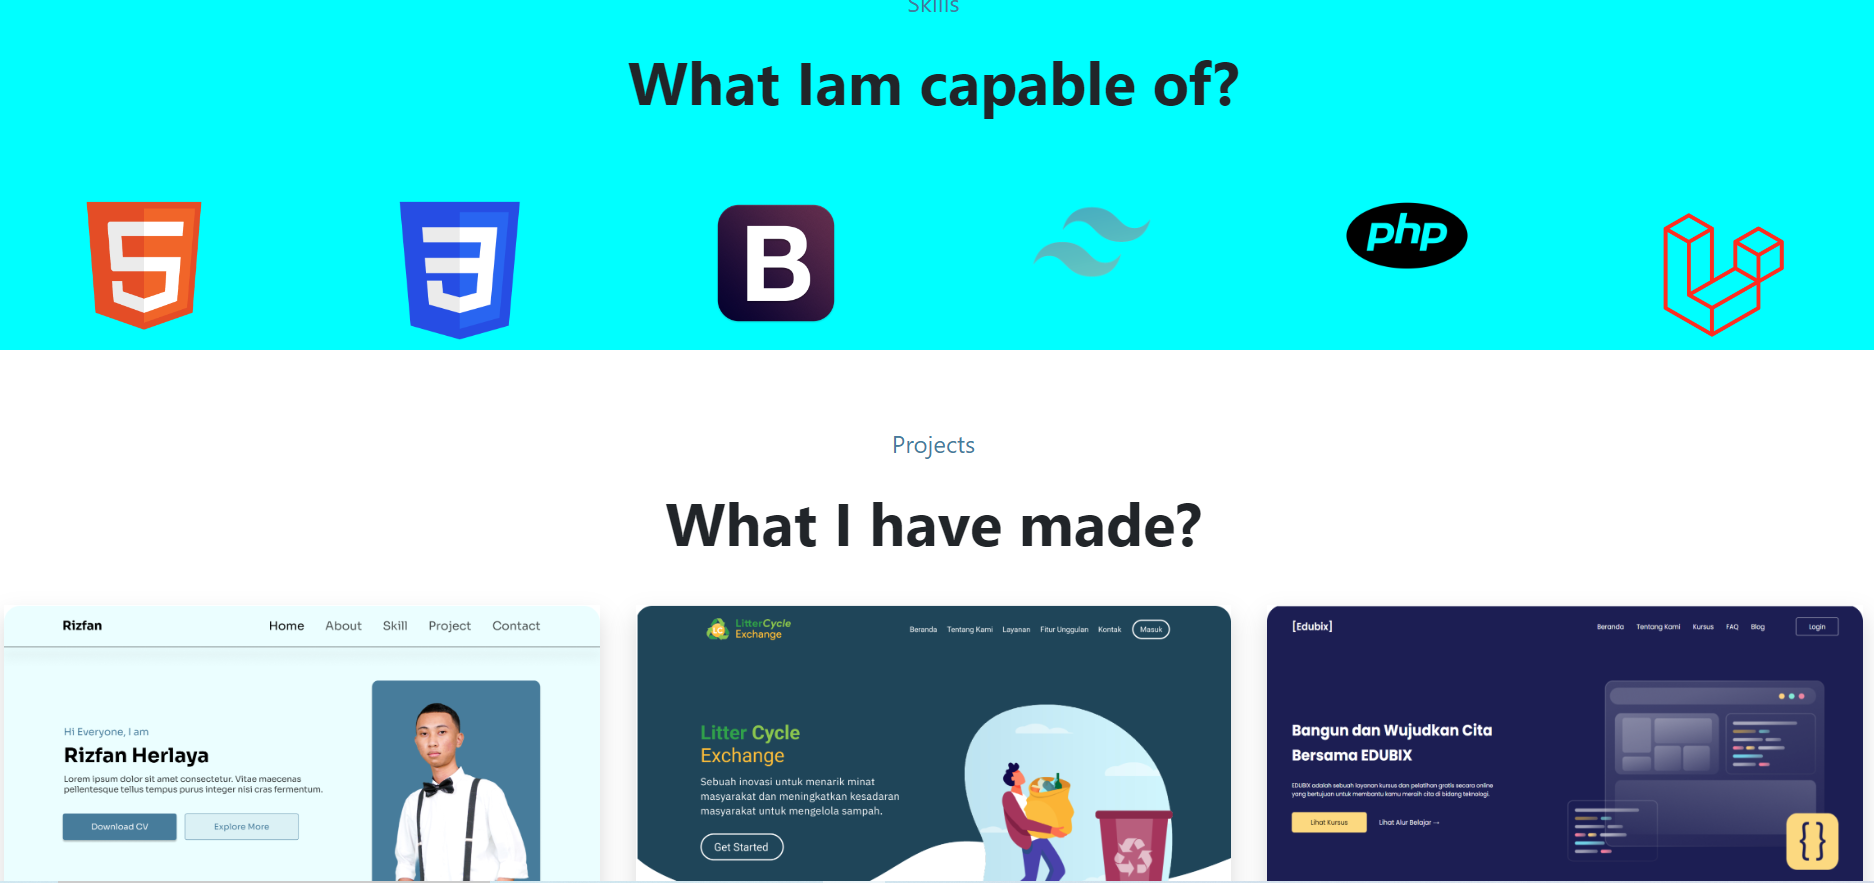 Skills
What Iam capable of?
5
3
B
php
Projects
What I have made?
Rizfan
Home About Skill Project Contact
Hi Everyone, I am
Rizfan Herlaya
Lorem ipsum dolor sit amet consectetur. Vitae maecenas
pellentesque tellus tempus purus integer nisi cras fermentum.
Download CV Explore More
LC
LitterCycle
Exchange
Beranda Tentang Kami Layanan Fitur Unggulan Kontak Masuk
Litter Cycle
Exchange
Sebuah inovasi untuk menarik minat
masyarakat dan meningkatkan kesadaran
masyarakat untuk mengelola sampah.
Get Started
[Edubix]
Beranda Tentang Kami Kursus FAQ Blog Login
Bangun dan Wujudkan Cita
Bersama EDUBIX
EDUBIX adalah sebuah layanan kursus dan pelatihan gratis secara online
yang bertujuan untuk membantu kamu meraih cita di bidang teknologi.
Lihat Kursus Lihat Alur Belajar →
{}